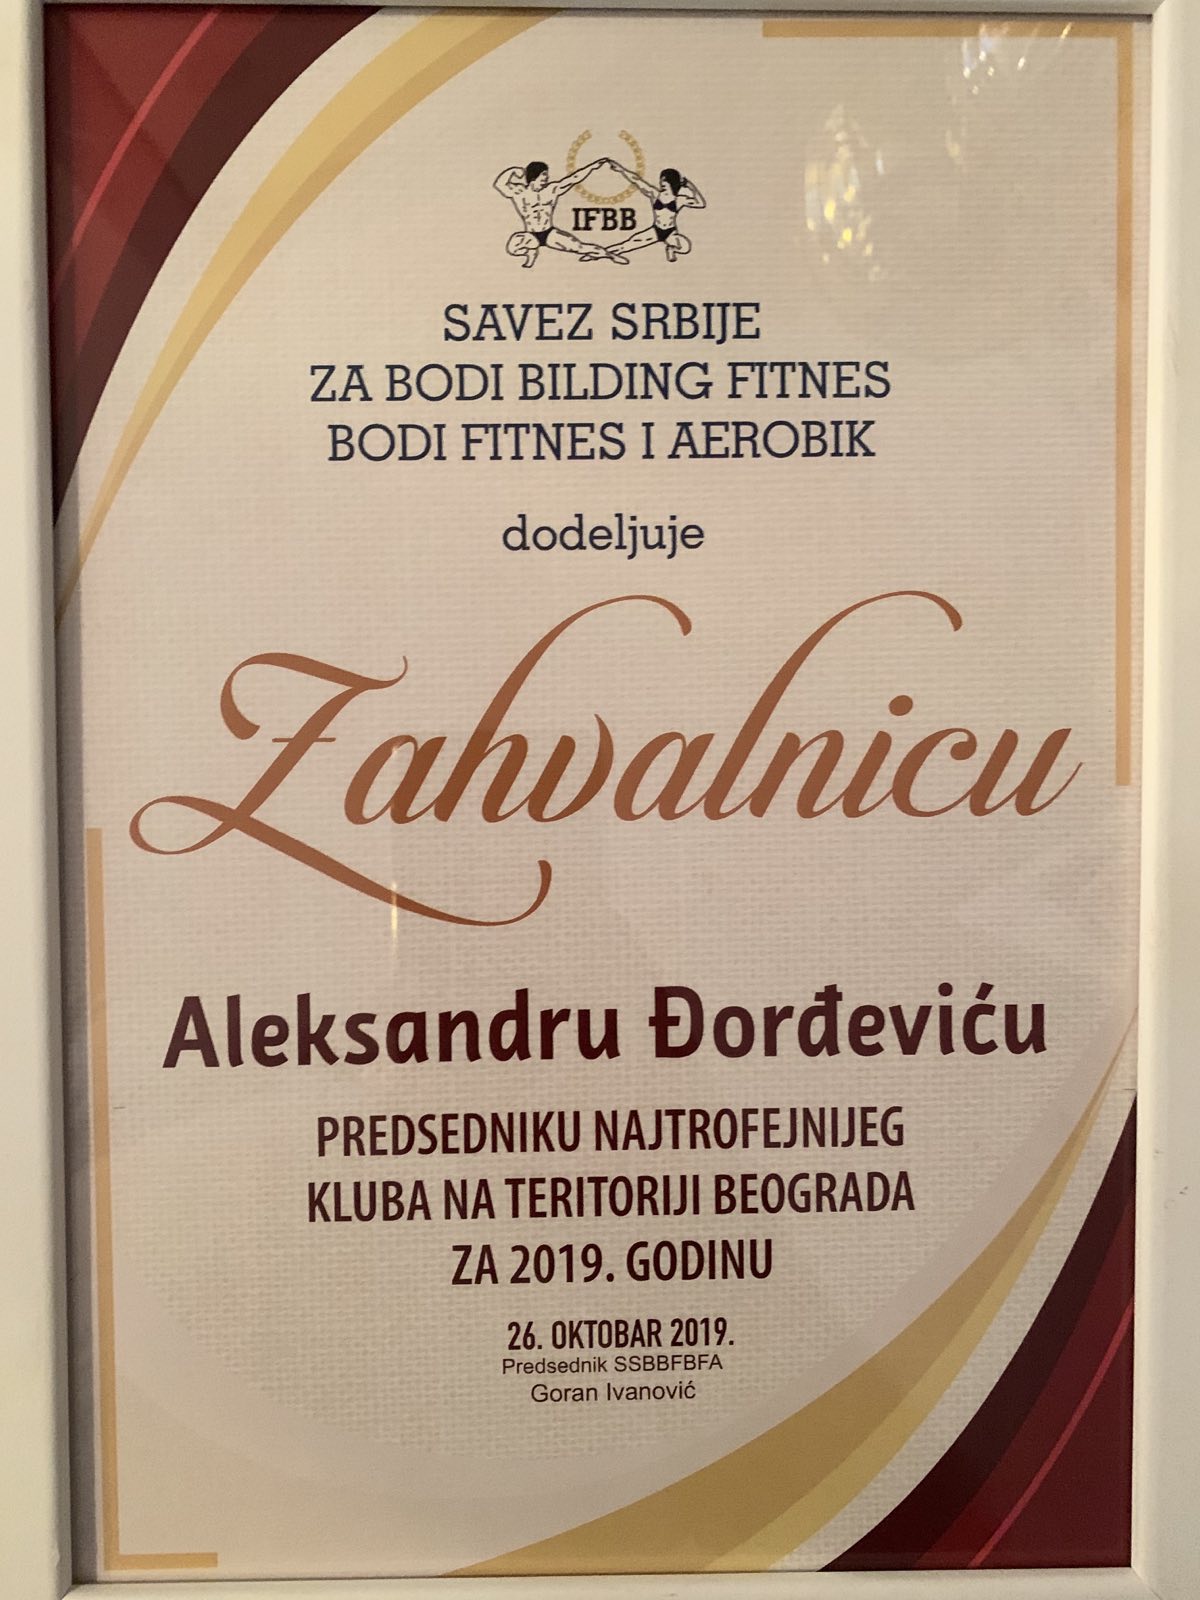 IFBB
SAVEZ SRBIJE
ZA BODI BILDING FITNES
BODI FITNES I AEROBIK
dodeljuje
Zahvalnicu
Aleksandru Đorđeviću
PREDSEDNIKU NAJTROFEJNIJEG
KLUBA NA TERITORIJI BEOGRADA
ZA 2019. GODINU
26. OKTOBAR 2019.
Predsednik SSBBFBFA
Goran Ivanović